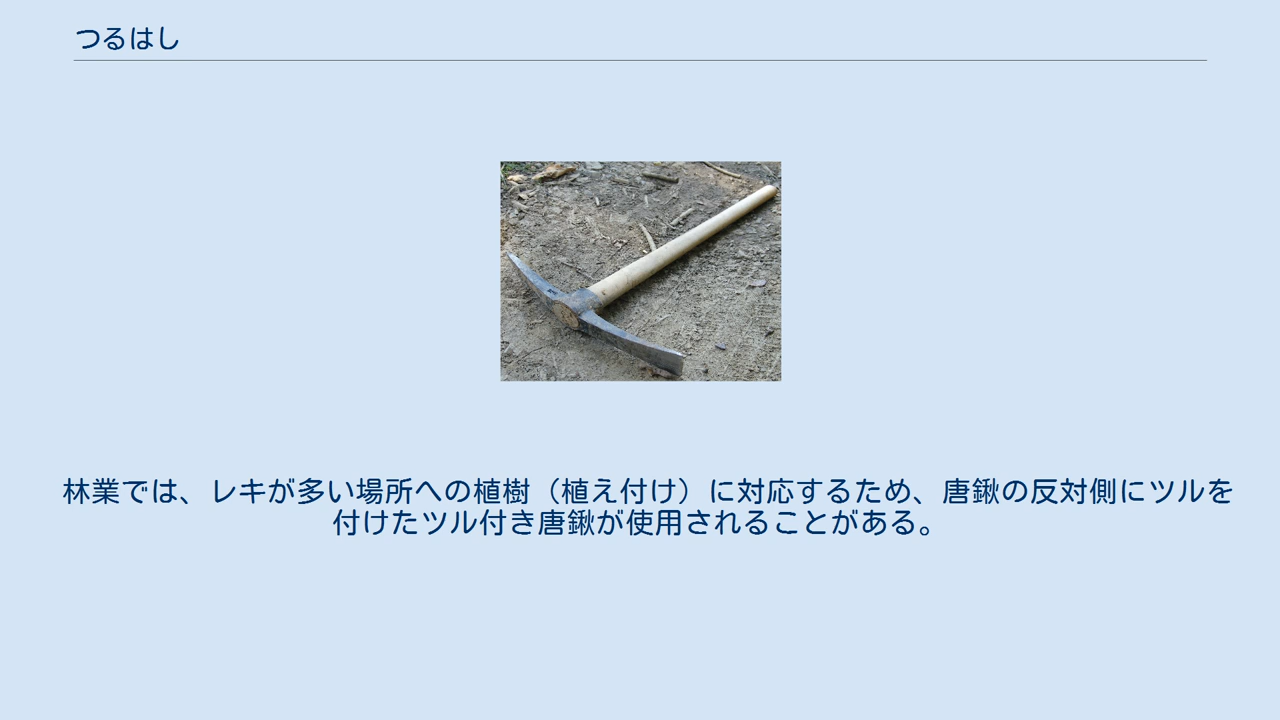 つるはし
林業では、レキが多い場所への植樹（植え付け）に対応するため、唐鍬の反対側にツルを
付けたツル付き唐鍬が使用されることがある。